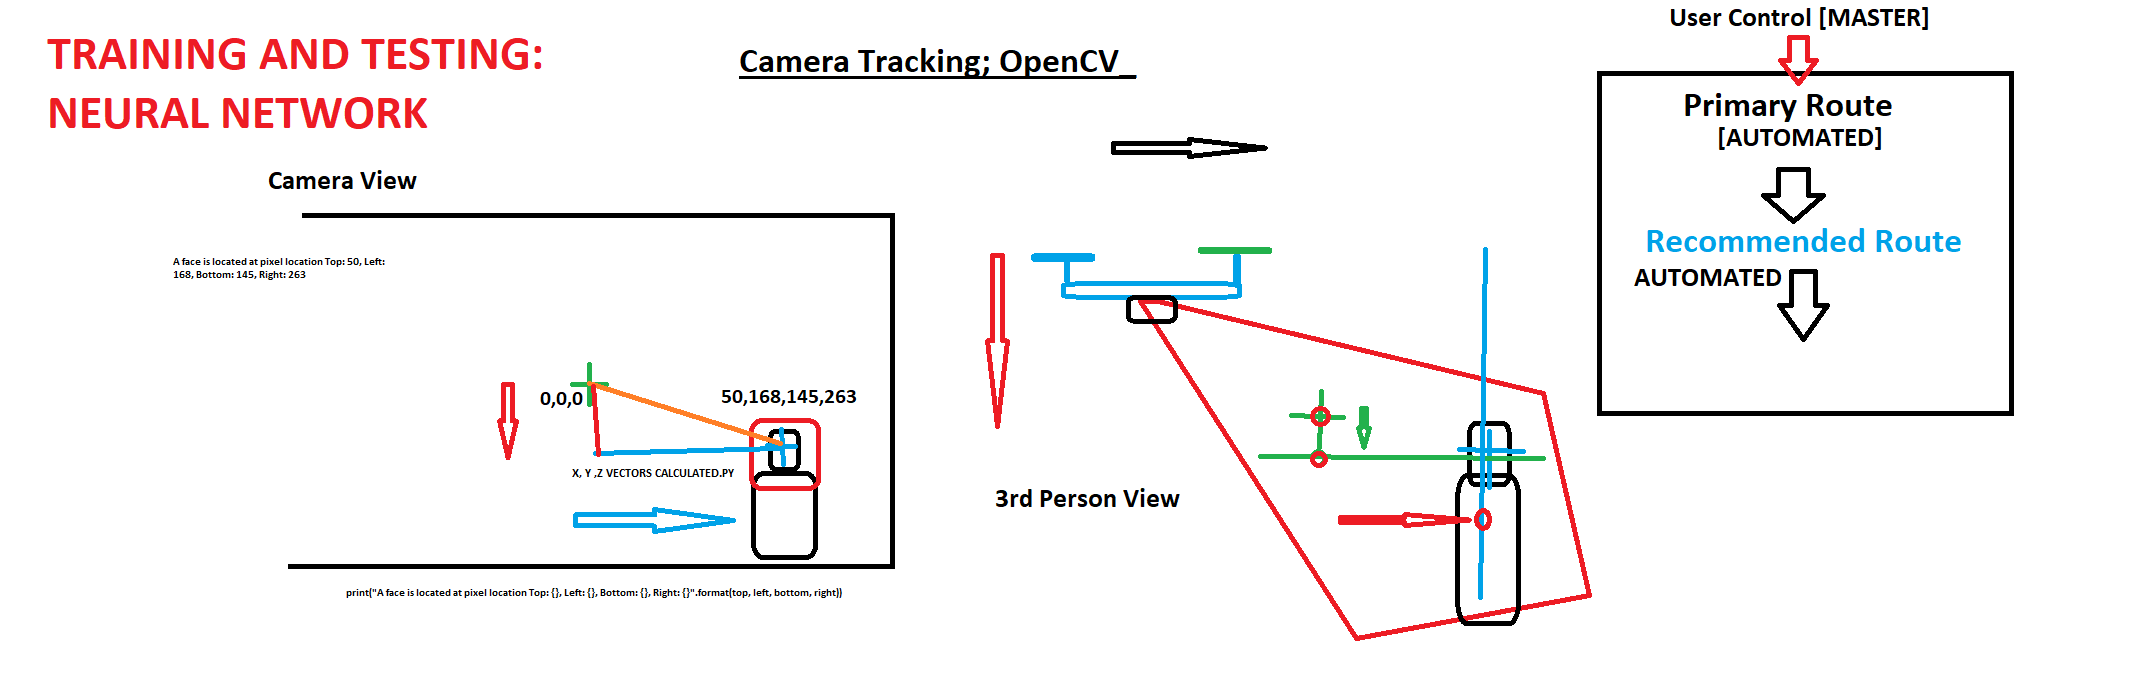 TRAINING AND TESTING:
NEURAL NETWORK
Camera Tracking; OpenCV_
User Control [MASTER]
Primary Route
[AUTOMATED]
Recommended Route
AUTOMATED
Camera View
A face is located at pixel location Top: 50, Left:
168, Bottom: 145, Right: 263
0,0,0
50,168,145,263
X, Y ,Z VECTORS CALCULATED.PY
3rd Person View
print("A face is located at pixel location Top: {}, Left: {}, Bottom: {}, Right: {}".format(top, left, bottom, right))